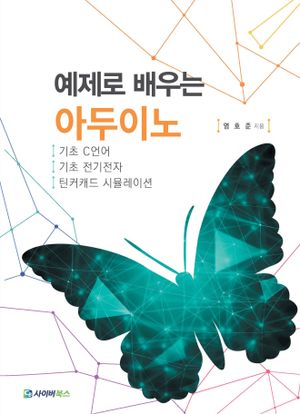 예제로 배우는
아두이노
염 호 준 지음
기초 C언어
기초 전기전자
틴커캐드 시뮬레이션
사이버북스